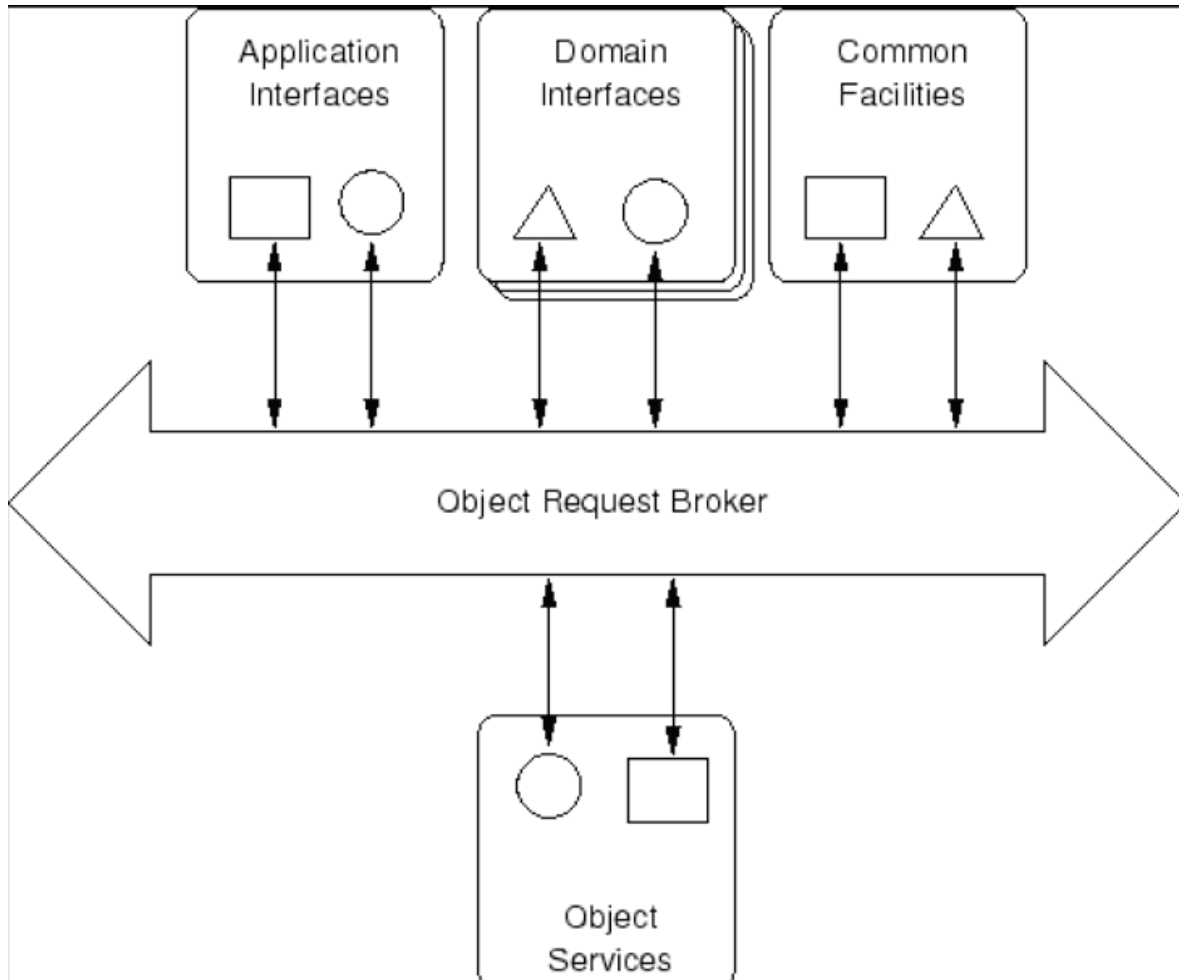 Application
Interfaces
Domain
Interfaces
Common
Facilities
Object Request Broker
Object
Services